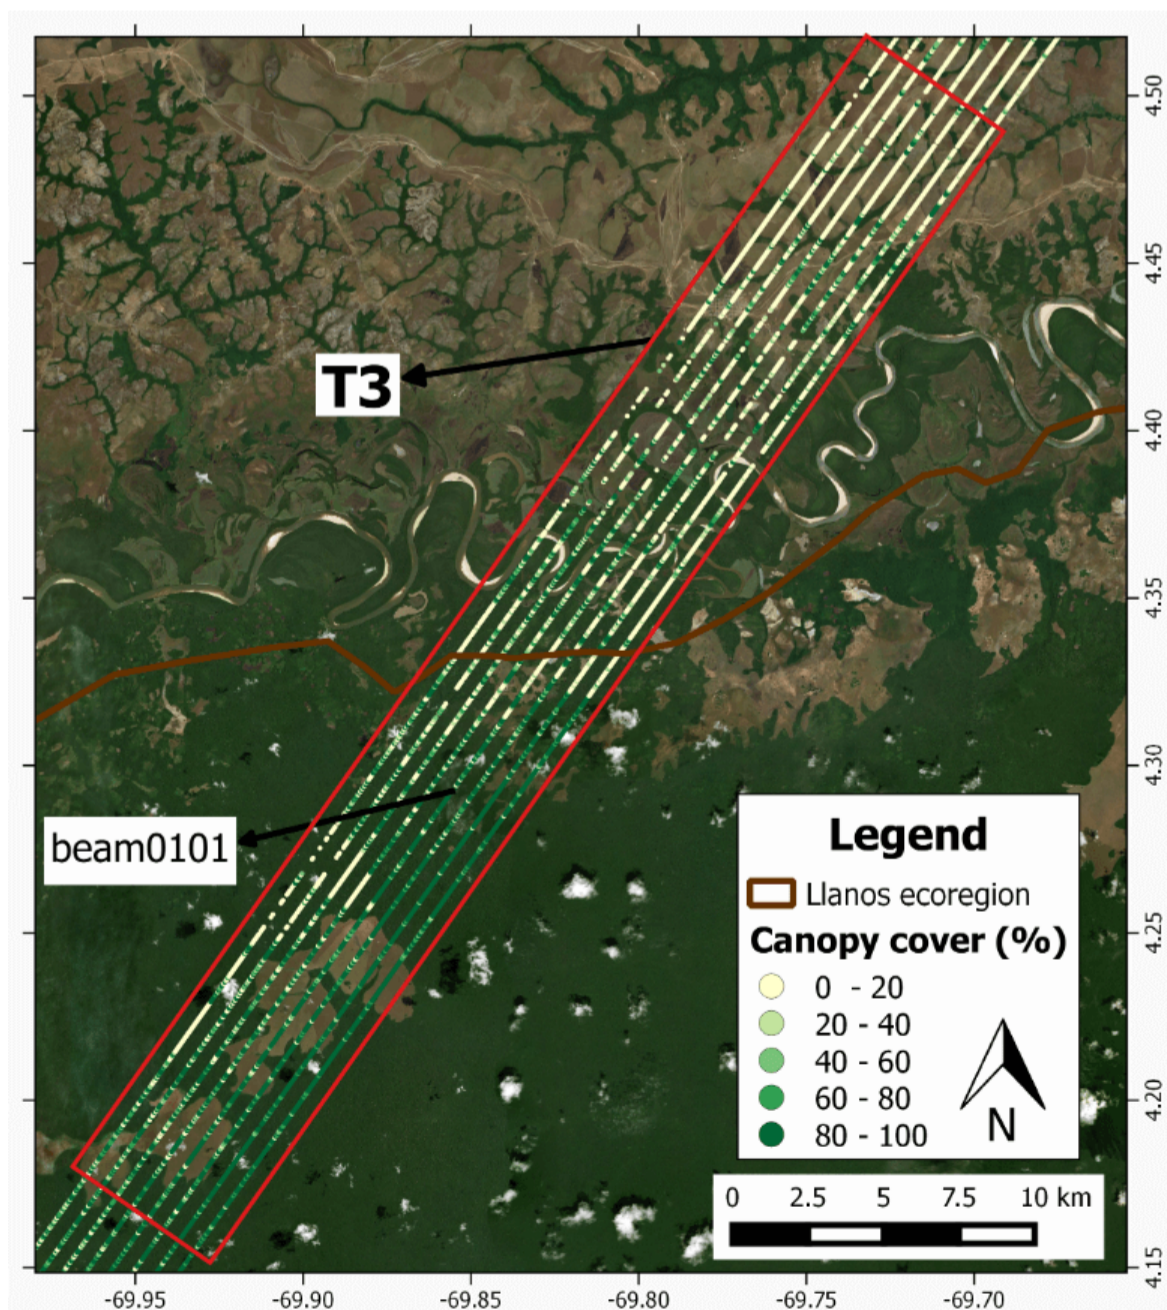 T3
beam0101
Legend
Llanos ecoregion
Canopy cover (%)
0 - 20
20 - 40
40 - 60
60 - 80
80 - 100
N
0 2.5 5 7.5 10 km
4.50
4.45
4.40
4.35
4.30
4.25
4.20
4.15
-69.95 -69.90 -69.85 -69.80 -69.75 -69.70